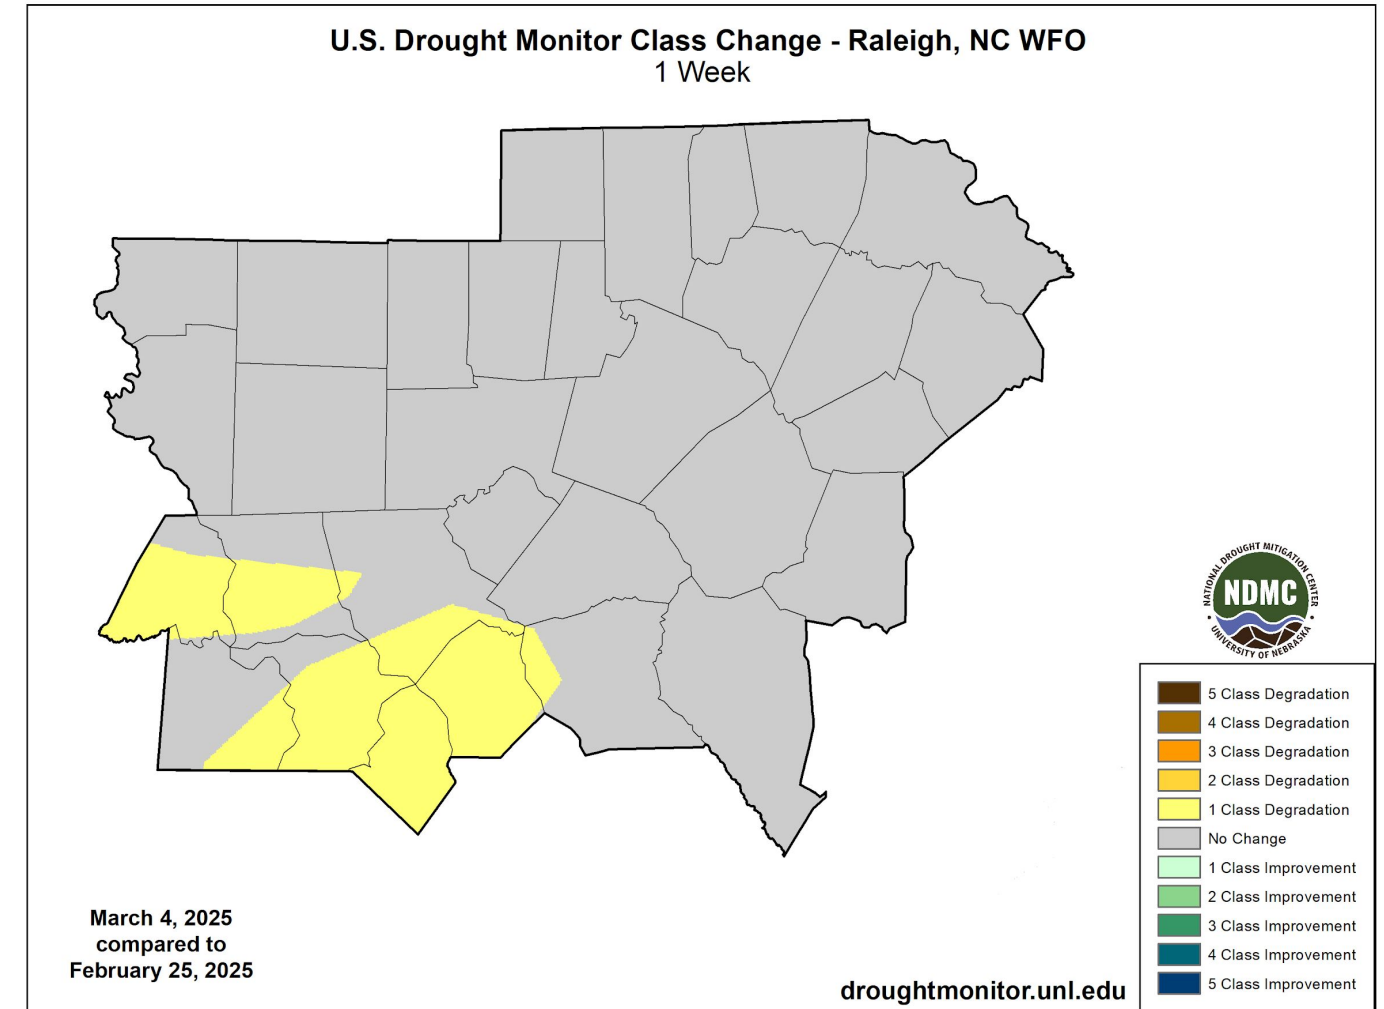 U.S. Drought Monitor Class Change - Raleigh, NC WFO
1 Week
NATIONAL DROUGHT MITIGATION CENTER
NDMC
UNIVERSITY OF NEBRASKA
5 Class Degradation
4 Class Degradation
3 Class Degradation
2 Class Degradation
1 Class Degradation
No Change
1 Class Improvement
2 Class Improvement
3 Class Improvement
4 Class Improvement
5 Class Improvement
March 4, 2025
compared to
February 25, 2025
droughtmonitor.unl.edu